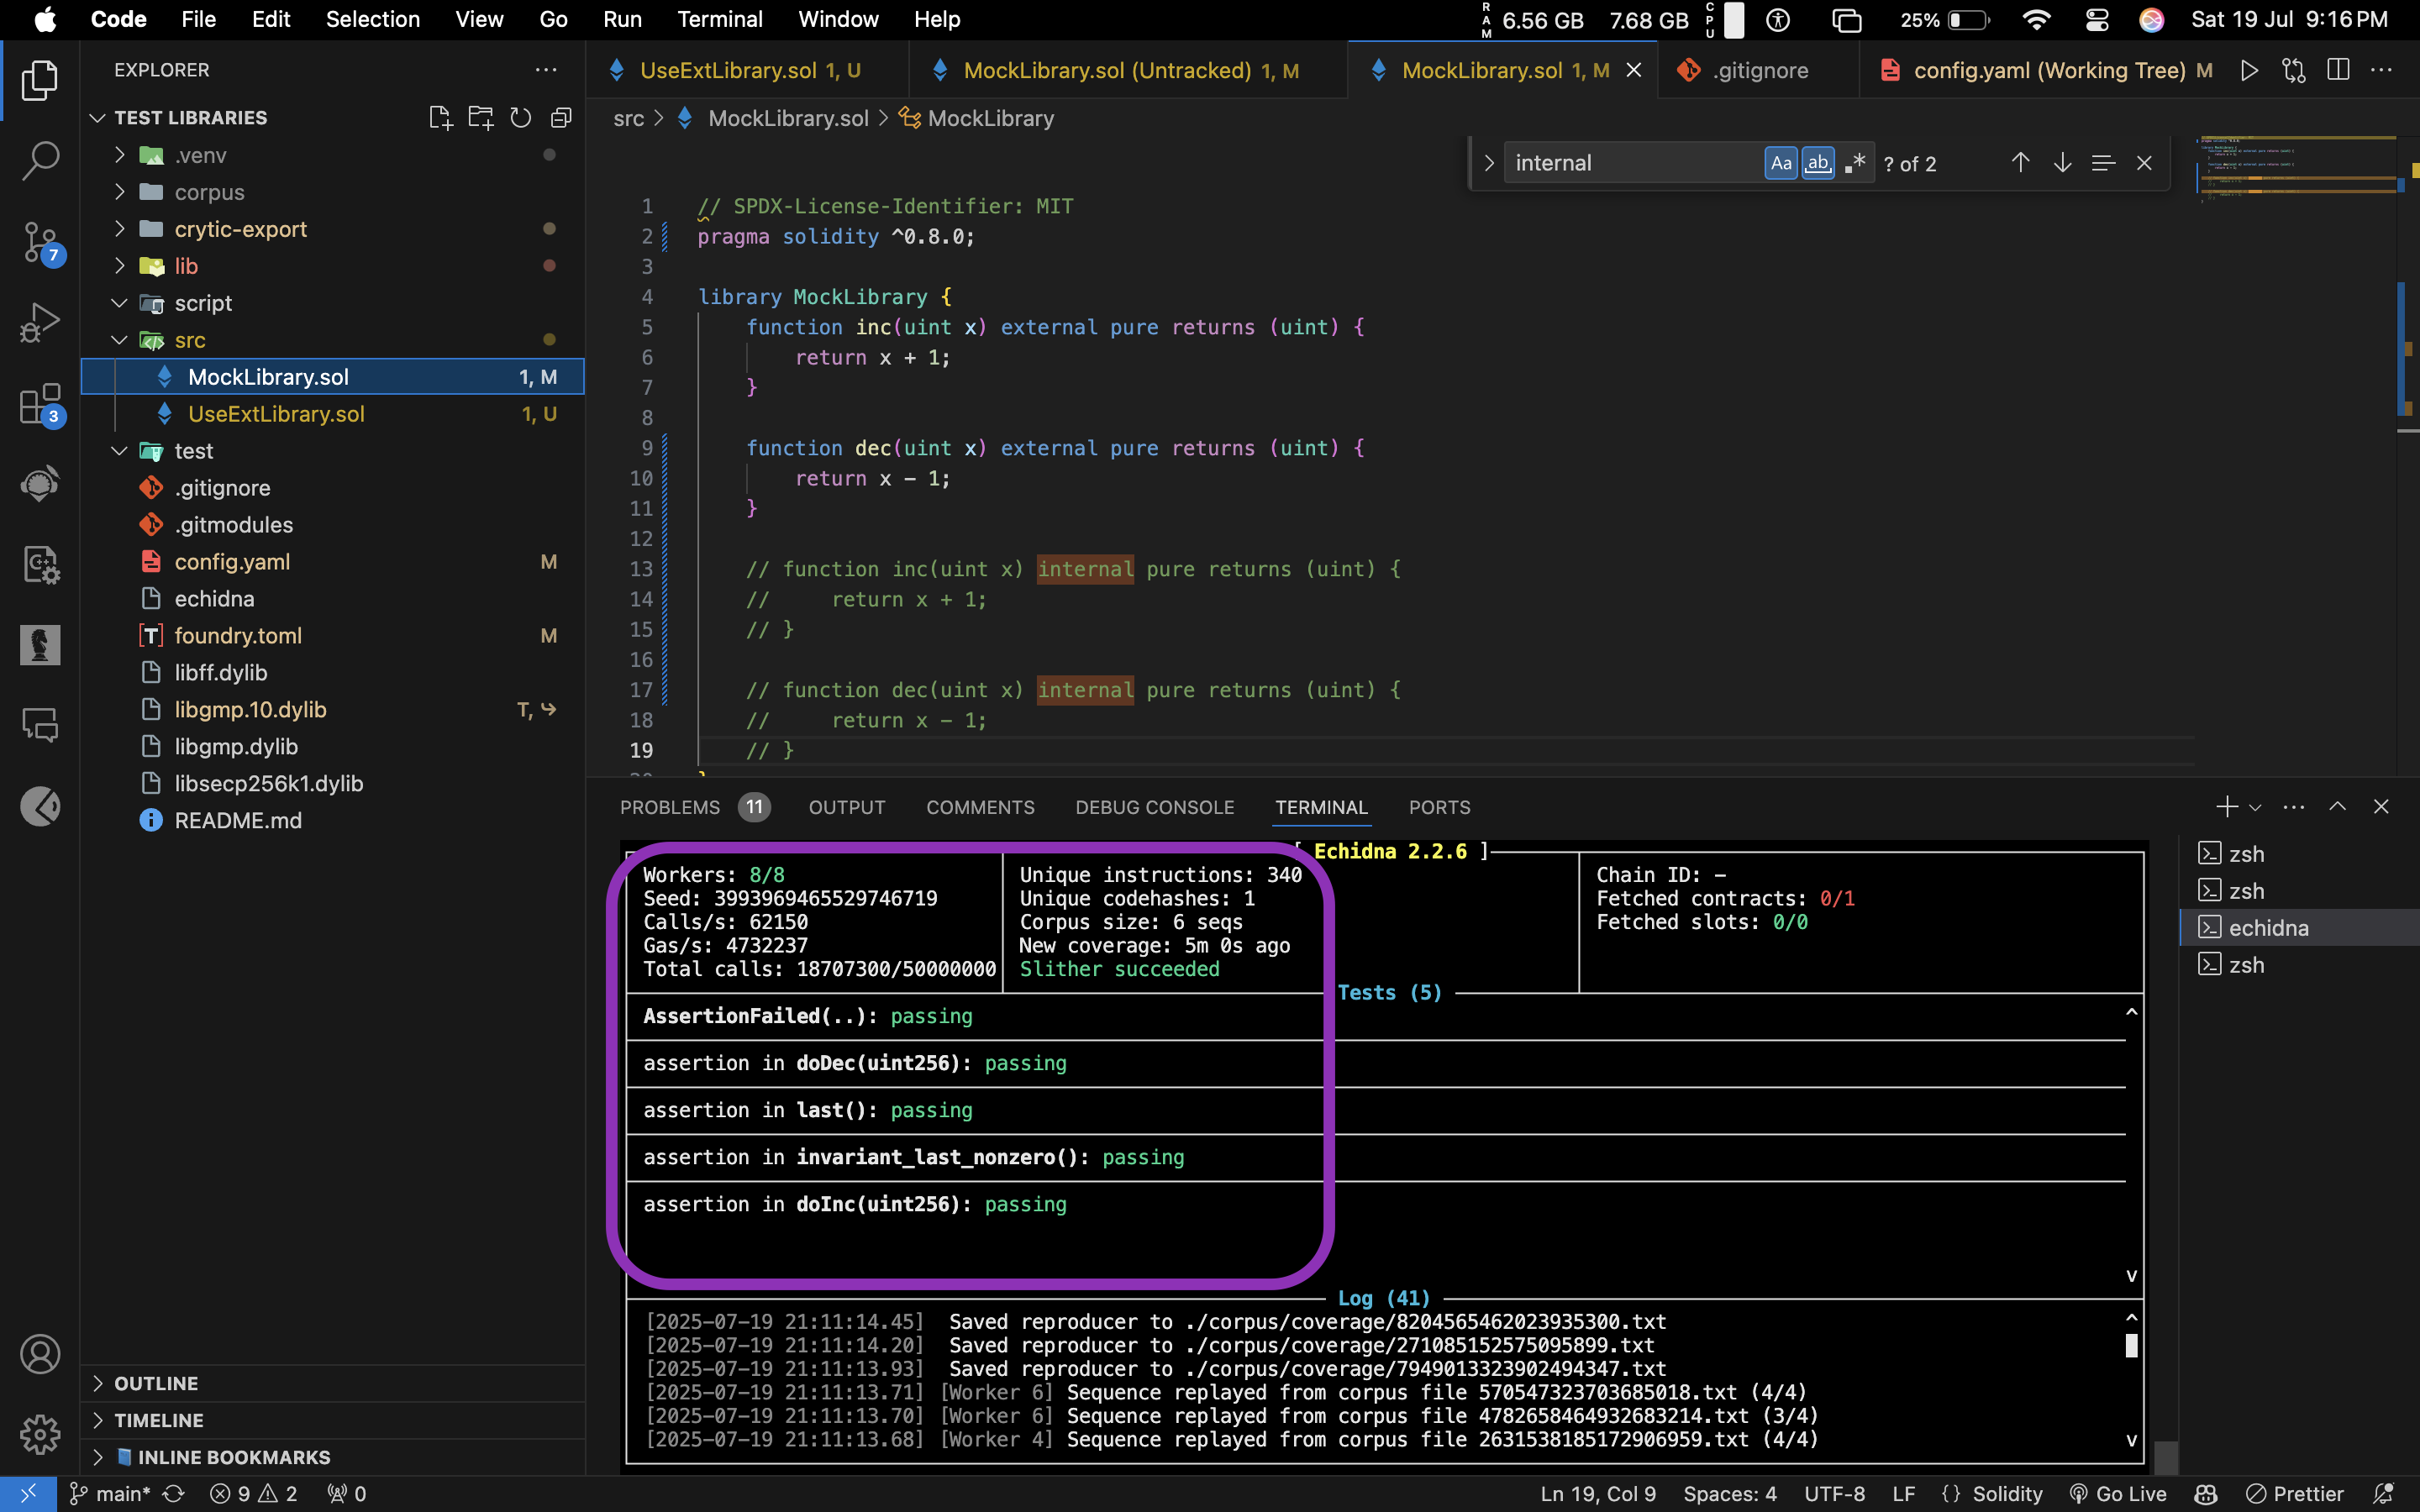 Code File Edit Selection View Go Run Terminal Window Help
RAM 6.56 GB 7.68 GB CPU 25% Sat 19 Jul 9:16 PM
EXPLORER
TEST LIBRARIES
.venv
corpus
crytic-export
lib
script
src
MockLibrary.sol 1, M
UseExtLibrary.sol 1, U
test
.gitignore
.gitmodules
config.yaml M
echidna
foundry.toml M
libff.dylib
libgmp.10.dylib T,
libgmp.dylib
libsecp256k1.dylib
README.md
OUTLINE
TIMELINE
INLINE BOOKMARKS
7
3
UseExtLibrary.sol 1, U
MockLibrary.sol (Untracked) 1, M
MockLibrary.sol 1, M
.gitignore
config.yaml (Working Tree) M
src > MockLibrary.sol > MockLibrary
internal Aa ab .* ? of 2
1 // SPDX-License-Identifier: MIT
2 pragma solidity ^0.8.0;
3
4 library MockLibrary {
5 function inc(uint x) external pure returns (uint) {
6 return x + 1;
7 }
8
9 function dec(uint x) external pure returns (uint) {
10 return x - 1;
11 }
12
13 // function inc(uint x) internal pure returns (uint) {
14 // return x + 1;
15 // }
16
17 // function dec(uint x) internal pure returns (uint) {
18 // return x - 1;
19 // }
PROBLEMS 11 OUTPUT COMMENTS DEBUG CONSOLE TERMINAL PORTS
[ Echidna 2.2.6 ]
Workers: 8/8
Seed: 3993969465529746719
Calls/s: 62150
Gas/s: 4732237
Total calls: 18707300/50000000
Unique instructions: 340
Unique codehashes: 1
Corpus size: 6 seqs
New coverage: 5m 0s ago
Slither succeeded
Chain ID: -
Fetched contracts: 0/1
Fetched slots: 0/0
Tests (5)
AssertionFailed(..): passing
assertion in doDec(uint256): passing
assertion in last(): passing
assertion in invariant_last_nonzero(): passing
assertion in doInc(uint256): passing
Log (41)
[2025-07-19 21:11:14.45] Saved reproducer to ./corpus/coverage/8204565462023935300.txt
[2025-07-19 21:11:14.20] Saved reproducer to ./corpus/coverage/271085152575095899.txt
[2025-07-19 21:11:13.93] Saved reproducer to ./corpus/coverage/7949013323902494347.txt
[2025-07-19 21:11:13.71] [Worker 6] Sequence replayed from corpus file 570547323703685018.txt (4/4)
[2025-07-19 21:11:13.70] [Worker 6] Sequence replayed from corpus file 4782658464932683214.txt (3/4)
[2025-07-19 21:11:13.68] [Worker 4] Sequence replayed from corpus file 2631538185172906959.txt (4/4)
zsh
zsh
echidna
zsh
main* 9 2 0
Ln 19, Col 9 Spaces: 4 UTF-8 LF {} Solidity Go Live Prettier